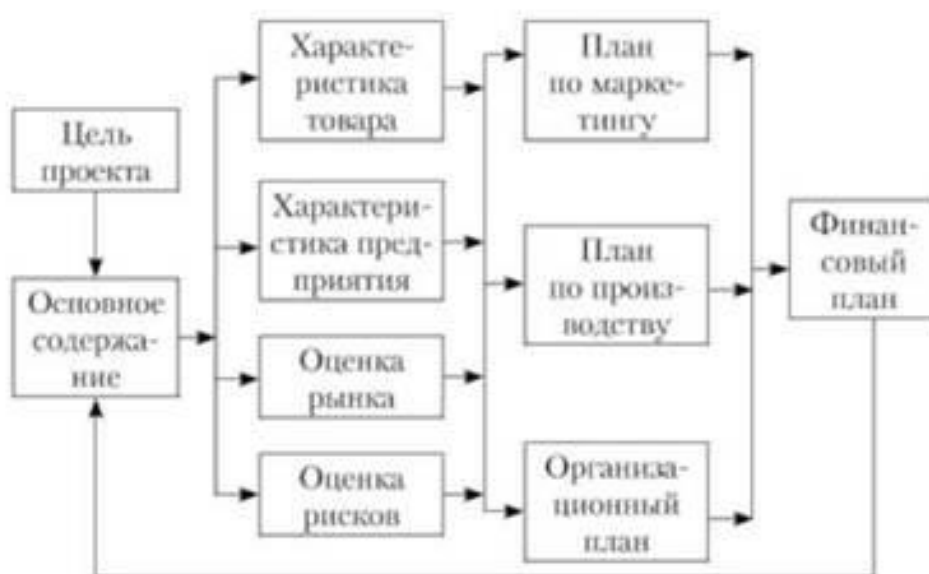 Цель
проекта
Основное
содержа-
ние
Характе-
ристика
товара
Характери-
стика пред-
приятия
Оценка
рынка
Оценка
рисков
План
по марке-
тингу
План
по произ-
водству
Организа-
ционный
план
Финан-
совый
план